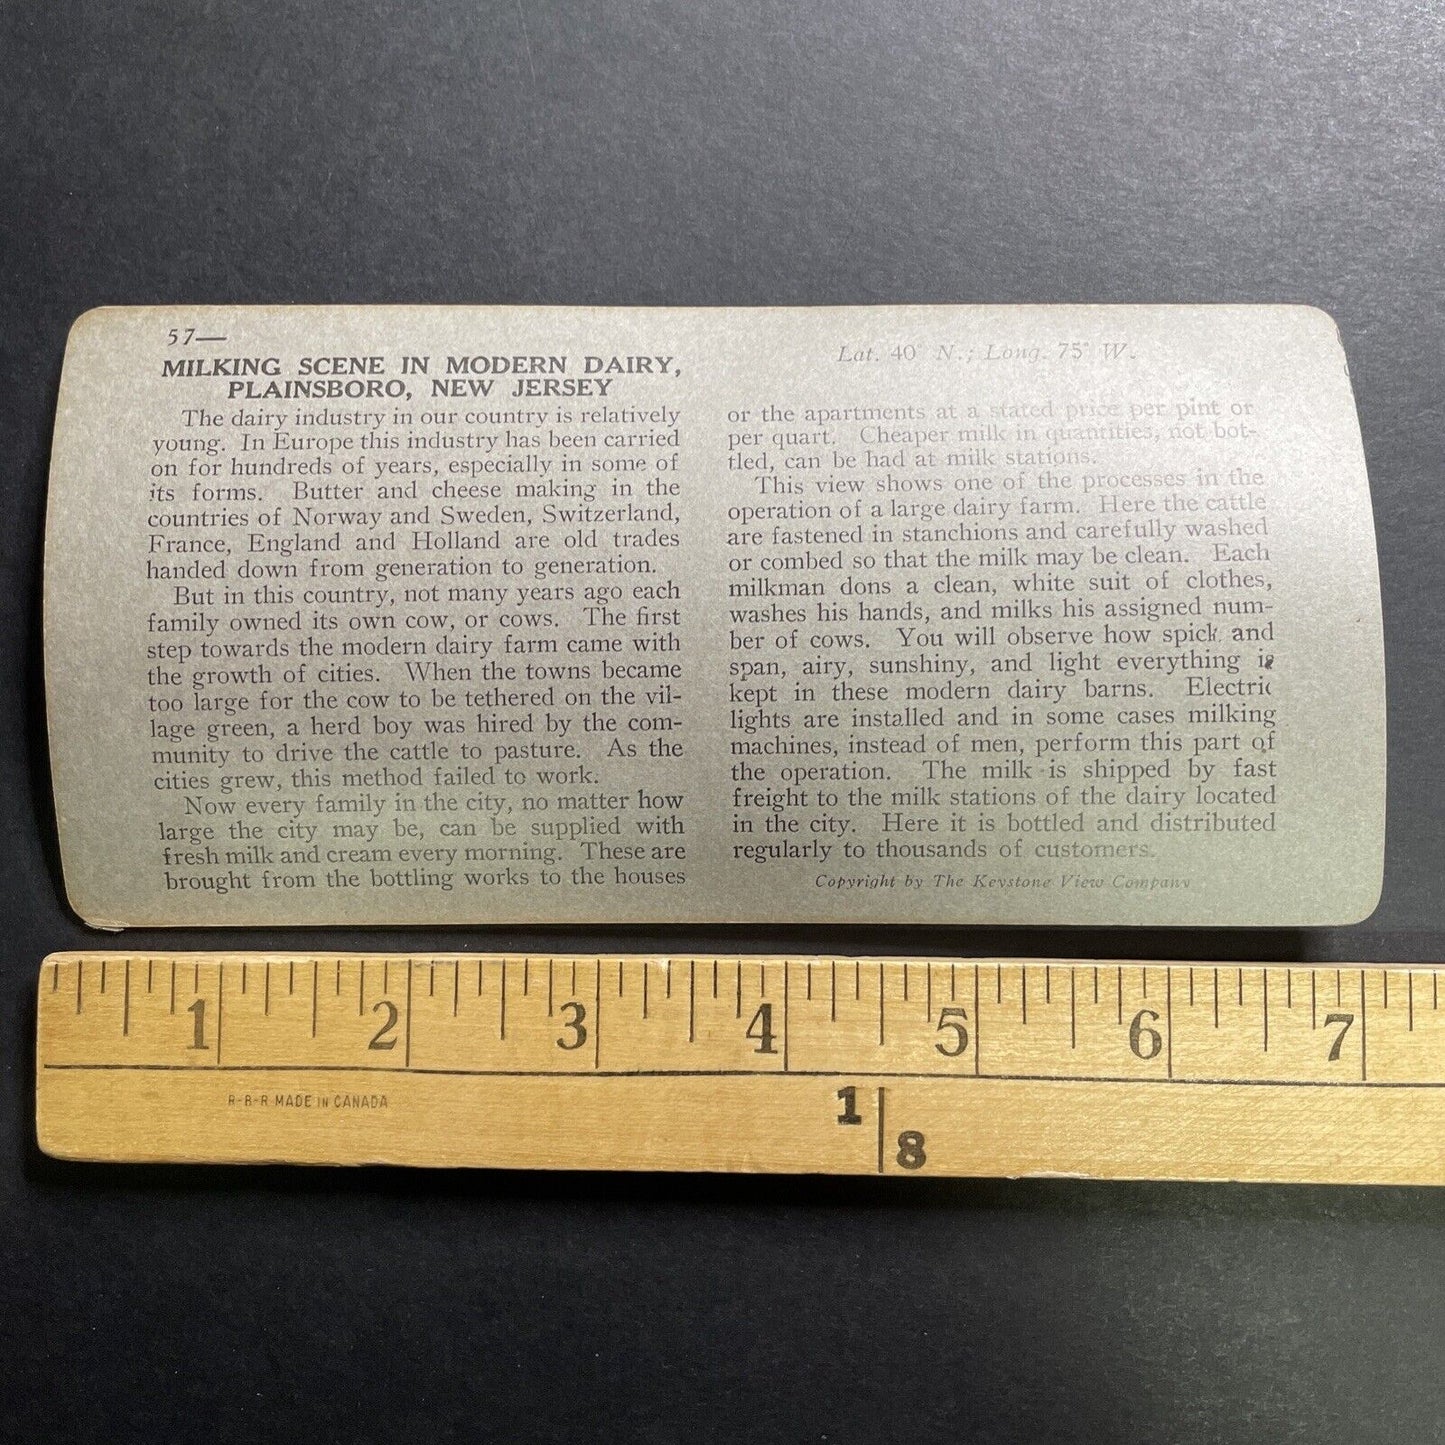 57—
MILKING SCENE IN MODERN DAIRY,
PLAINSBORO, NEW JERSEY
The dairy industry in our country is relatively
young. In Europe this industry has been carried
on for hundreds of years, especially in some of
its forms. Butter and cheese making in the
countries of Norway and Sweden, Switzerland,
France, England and Holland are old trades
handed down from generation to generation.
But in this country, not many years ago each
family owned its own cow, or cows. The first
step towards the modern dairy farm came with
the growth of cities. When the towns became
too large for the cow to be tethered on the vil-
lage green, a herd boy was hired by the com-
munity to drive the cattle to pasture. As the
cities grew, this method failed to work.
Now every family in the city, no matter how
large the city may be, can be supplied with
fresh milk and cream every morning. These are
brought from the bottling works to the houses
Lat. 40° N.; Long. 75° W.
or the apartments at a stated price per pint or
per quart. Cheaper milk in quantities, not bot-
tled, can be had at milk stations.
This view shows one of the processes in the
operation of a large dairy farm. Here the cattle
are fastened in stanchions and carefully washed
or combed so that the milk may be clean. Each
milkman dons a clean, white suit of clothes,
washes his hands, and milks his assigned num-
ber of cows. You will observe how spick and
span, airy, sunshiny, and light everything is
kept in these modern dairy barns. Electric
lights are installed and in some cases milking
machines, instead of men, perform this part of
the operation. The milk is shipped by fast
freight to the milk stations of the dairy located
in the city. Here it is bottled and distributed
regularly to thousands of customers.
Copyright by The Keystone View Company
1 2 3 4 5 6 7
R-B-R MADE IN CANADA
1 8